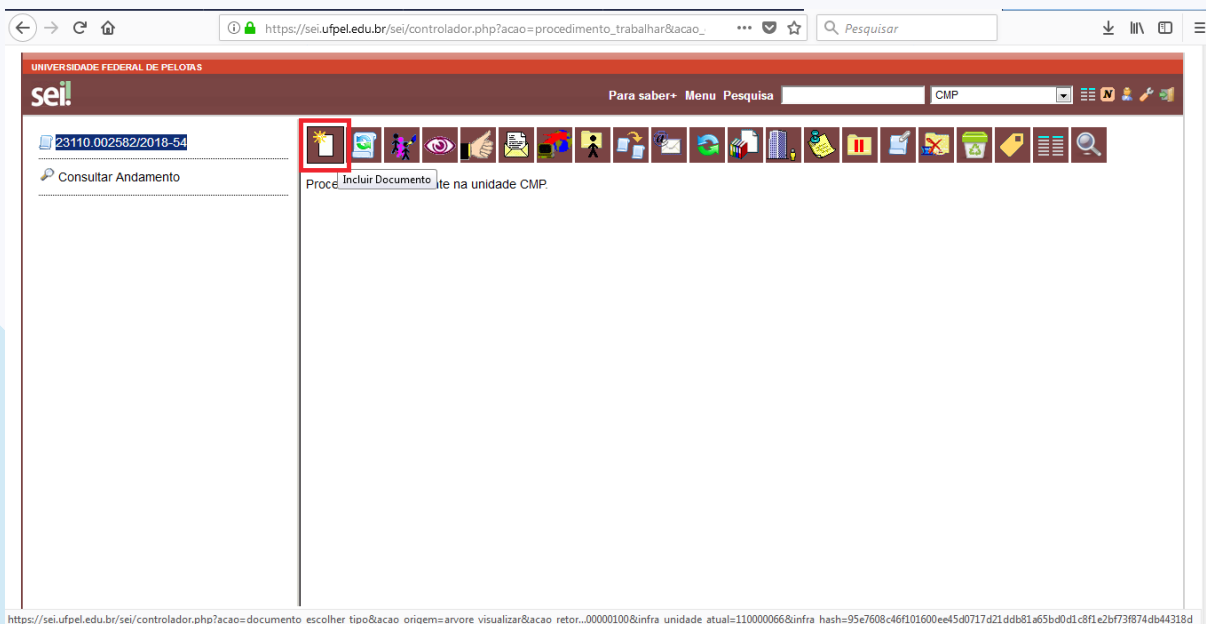 https://sei.ufpel.edu.br/sei/controlador.php?acao=procedimento_trabalhar&acao_
Pesquisar
UNIVERSIDADE FEDERAL DE PELOTAS
sei!
Para saber+ Menu Pesquisa
CMP
N
23110.002582/2018-54
Consultar Andamento
Incluir Documento
Proce te na unidade CMP.
https://sei.ufpel.edu.br/sei/controlador.php?acao=documento_escolher_tipo&acao_origem=arvore_visualizar&acao_retor...00000100&infra_unidade_atual=110000066&infra_hash=95e7608c46f101600ee45d0717d21ddb81a65bd0d1c8f1e2bf73f874db44318d